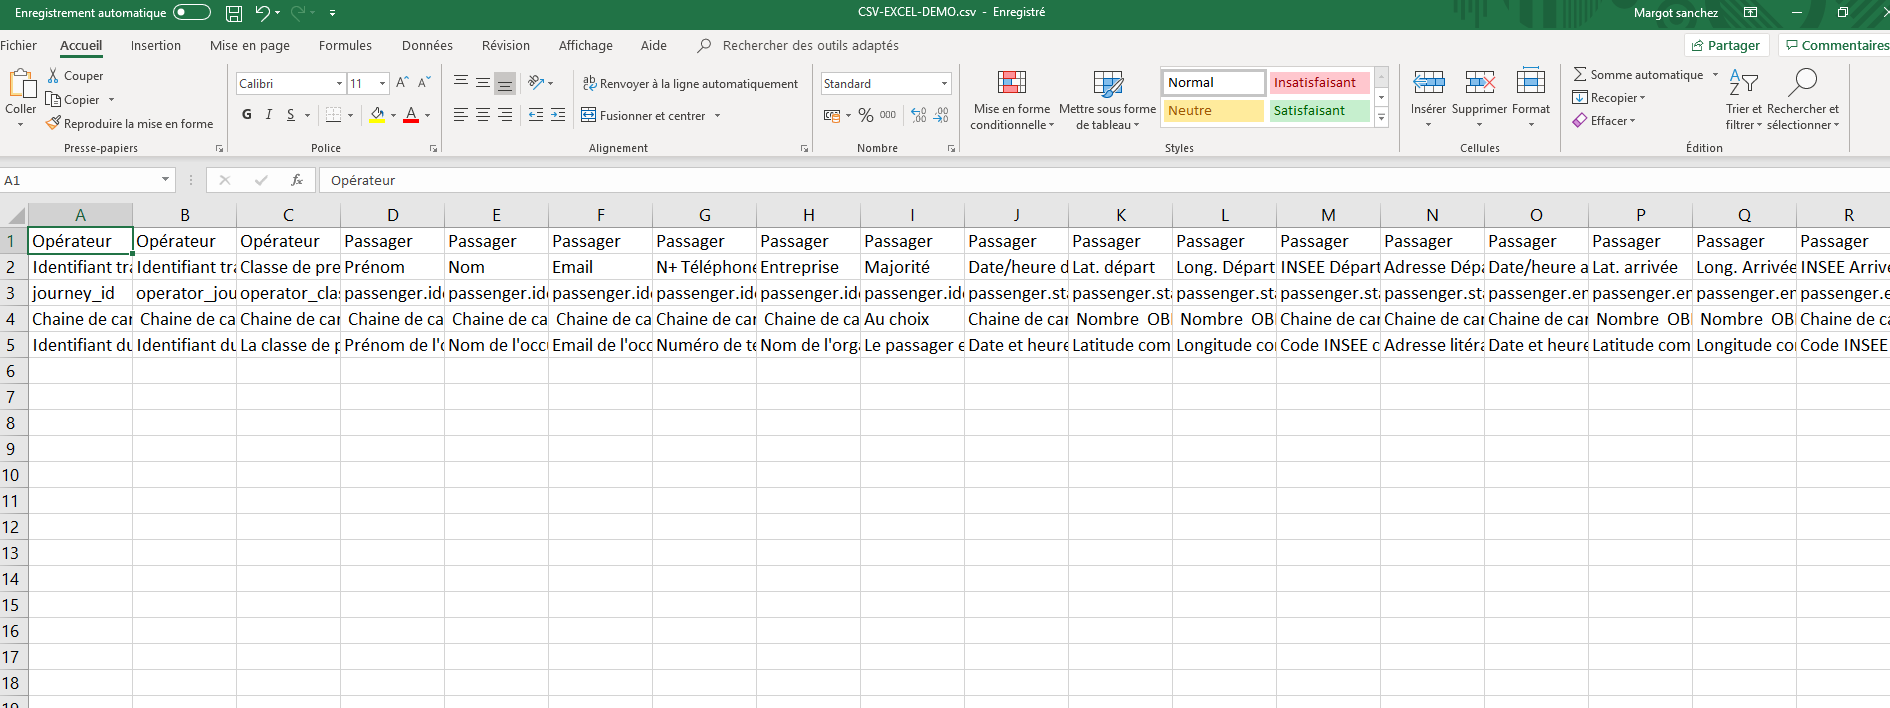 Enregistrement automatique CSV-EXCEL-DEMO.csv - Enregistré Margot sanchez
Fichier Accueil Insertion Mise en page Formules Données Révision Affichage Aide Rechercher des outils adaptés Partager Commentaires
Coller Couper
Copier
Reproduire la mise en forme
Presse-papiers
Calibri 11
G I S
Police
Renvoyer à la ligne automatiquement
Fusionner et centrer
Alignement
Standard
% 000
Nombre
Mise en forme conditionnelle
Mettre sous forme de tableau
Normal Insatisfaisant
Neutre Satisfaisant
Styles
Insérer Supprimer Format
Cellules
Somme automatique
Recopier
Effacer
Trier et filtrer
Rechercher et sélectionner
Édition
A1 fx Opérateur
A B C D E F G H I J K L M N O P Q R
1 Opérateur Opérateur Opérateur Passager Passager Passager Passager Passager Passager Passager Passager Passager Passager Passager Passager Passager Passager Passager
2 Identifiant tra Identifiant tra Classe de pre Prénom Nom Email N+ Téléphone Entreprise Majorité Date/heure d Lat. départ Long. Départ INSEE Départ Adresse Dépa Date/heure a Lat. arrivée Long. Arrivée INSEE Arrivé
3 journey_id operator_jou operator_clas passenger.ide passenger.ide passenger.ide passenger.ide passenger.ide passenger.ide passenger.sta passenger.sta passenger.sta passenger.sta passenger.sta passenger.en passenger.en passenger.en passenger.e
4 Chaine de car Chaine de ca Chaine de car Chaine de ca Chaine de ca Chaine de ca Chaine de car Chaine de ca Au choix Chaine de car Nombre OB Nombre OB Chaine de car Chaine de car Chaine de car Nombre OB Nombre OB Chaine de ca
5 Identifiant du Identifiant du La classe de p Prénom de l'o Nom de l'occu Email de l'occ Numéro de te Nom de l'orga Le passager e Date et heure Latitude com Longitude co Code INSEE c Adresse litéra Date et heure Latitude com Longitude co Code INSEE
6
7
8
9
10
11
12
13
14
15
16
17
18
19